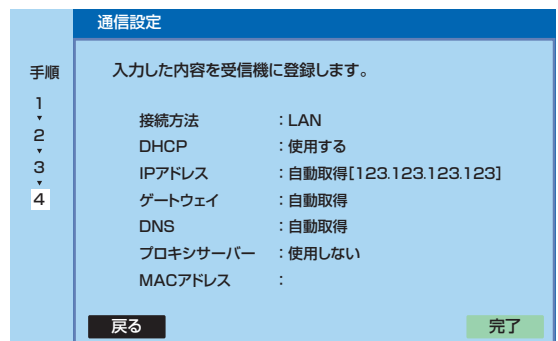 通信設定
手順
1
2
3
4
入力した内容を受信機に登録します。
接続方法 :LAN
DHCP :使用する
IPアドレス :自動取得[123.123.123.123]
ゲートウェイ :自動取得
DNS :自動取得
プロキシサーバー :使用しない
MACアドレス :
戻る 完了